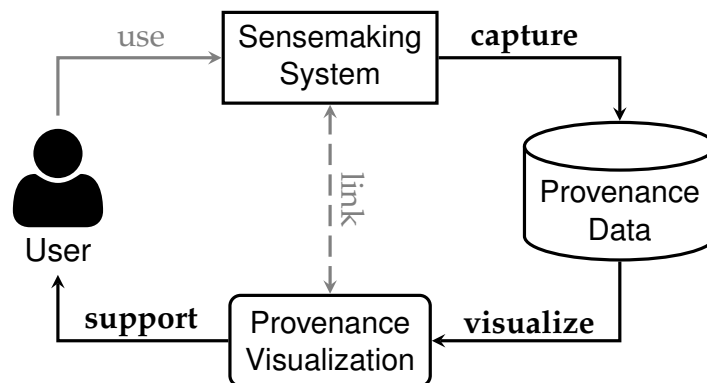 use
Sensemaking
System
capture
link
User
Provenance
Data
support
Provenance
Visualization
visualize